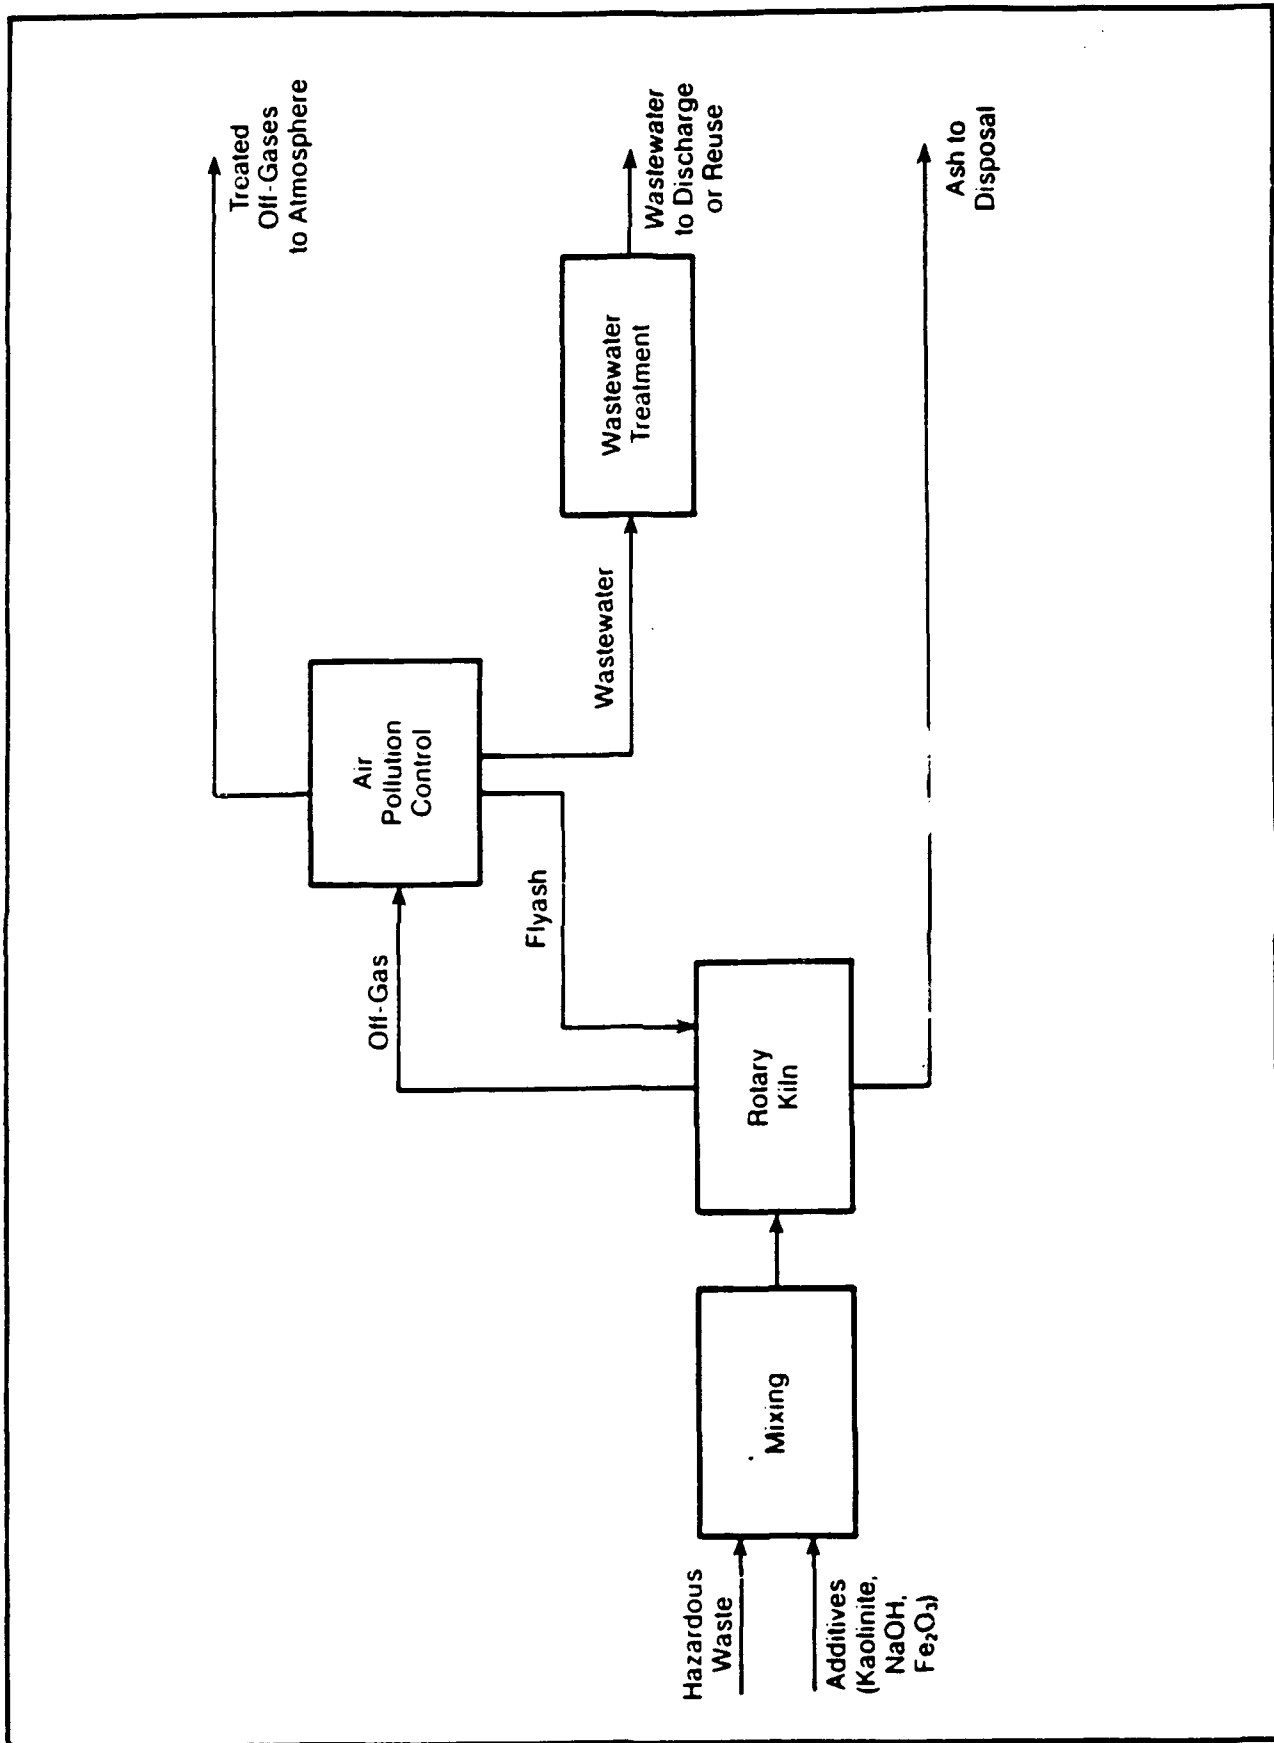 Treated
Off-Gases
to Atmosphere
Air
Pollution
Control
Off-Gas
Flyash
Wastewater
Wastewater
Treatment
Wastewater
to Discharge
or Reuse
Hazardous
Waste
Additives
(Kaolinite,
NaOH,
Fe₂O₃)
Mixing
Rotary
Kiln
Ash to
Disposal